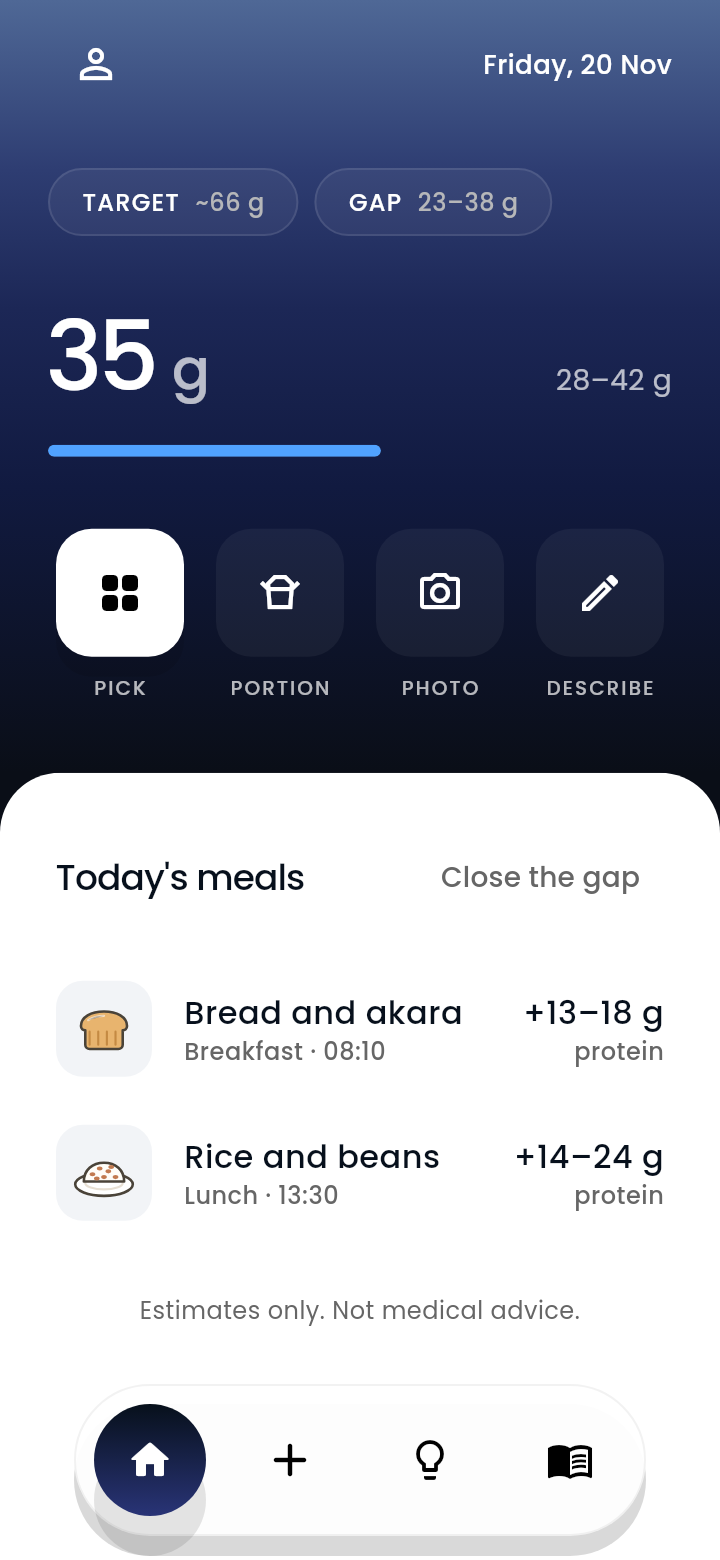 Friday, 20 Nov
TARGET ~66 g
GAP 23–38 g
35 g
28–42 g
PICK
PORTION
PHOTO
DESCRIBE
Today's meals
Close the gap
Bread and akara
+13–18 g
Breakfast · 08:10
protein
Rice and beans
+14–24 g
Lunch · 13:30
protein
Estimates only. Not medical advice.